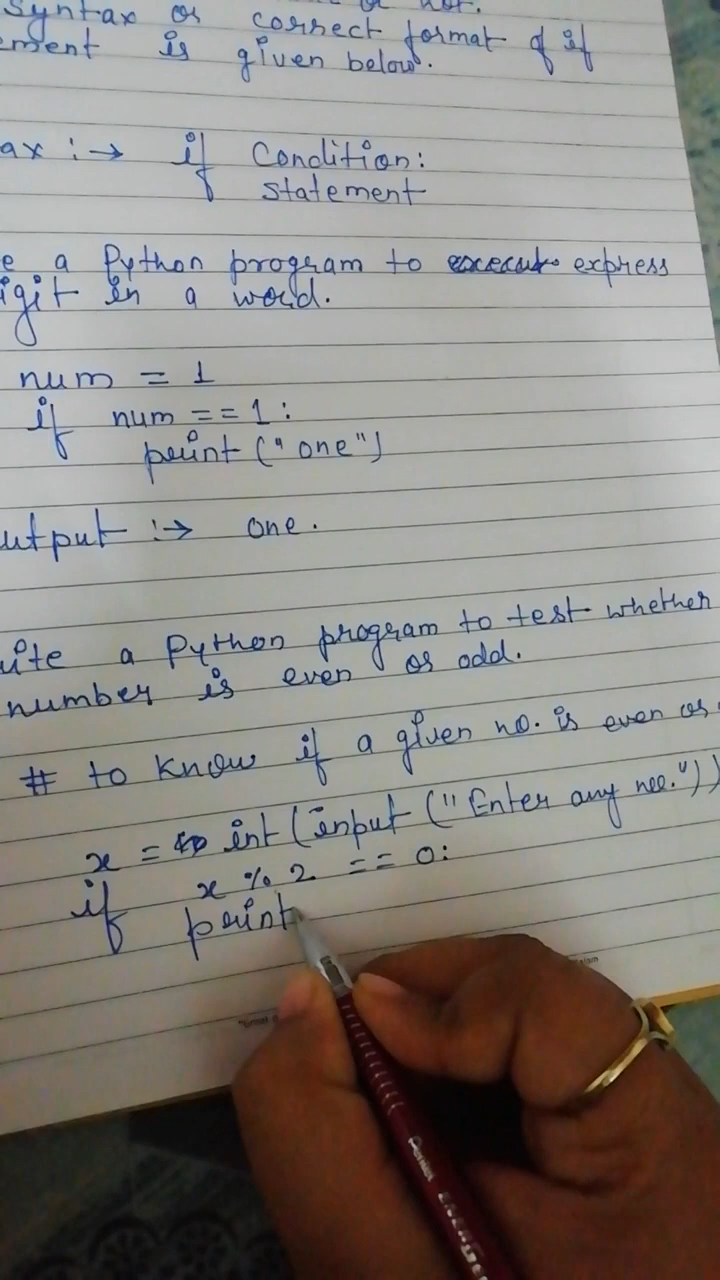 syntax or correct format of if
ement is given below.
ax :→ if Condition:
statement
e a Python program to express
igit in a word.
num = 1
if num == 1:
print ("one")
utput :→ one.
ite a Python program to test whether
number is even or odd.
# to know if a given no. is even or
x = int (input ("Enter any no."))
if x % 2 == 0:
print